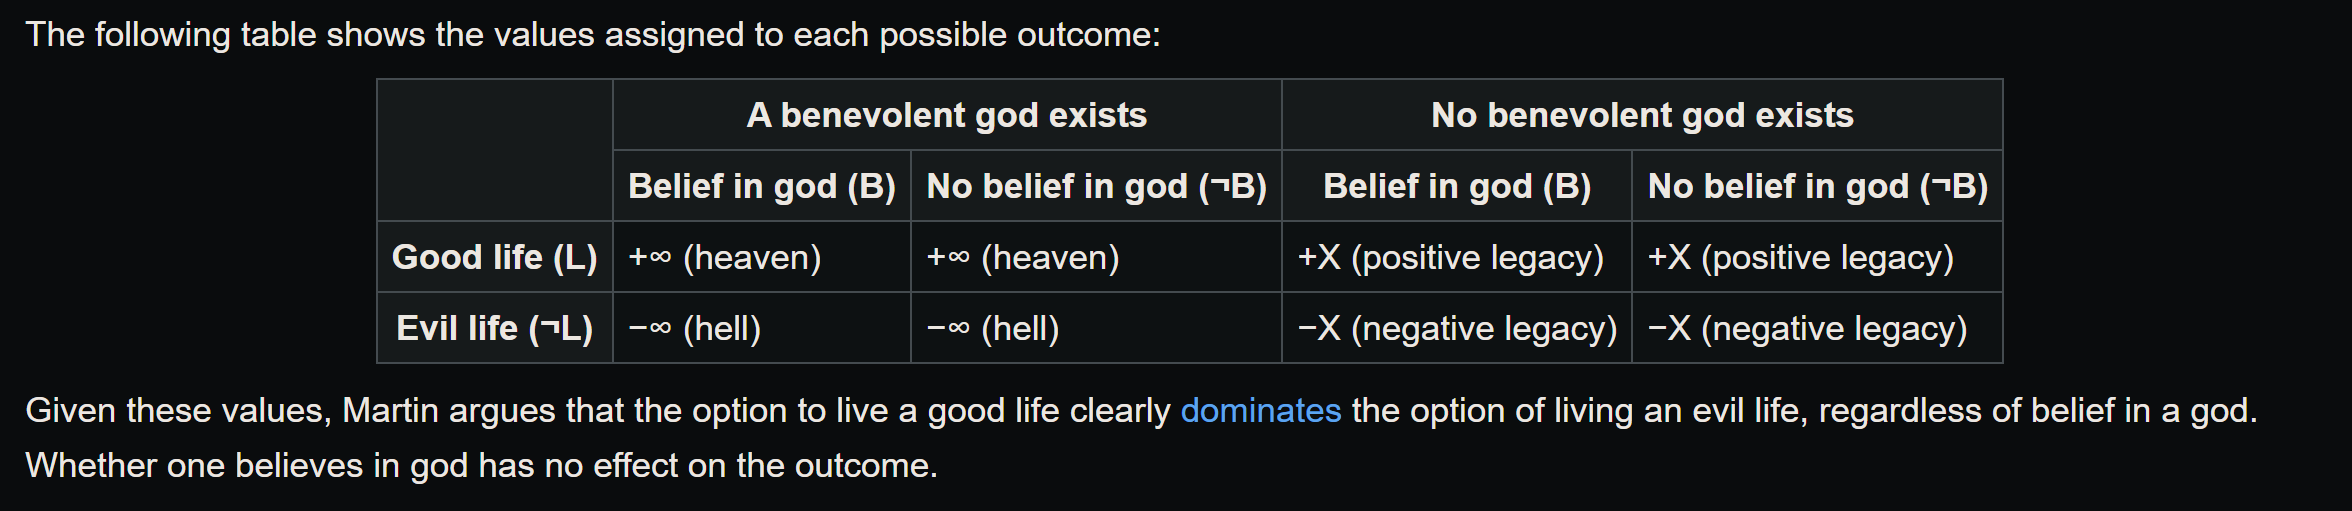 The following table shows the values assigned to each possible outcome:
A benevolent god exists No benevolent god exists
Belief in god (B) No belief in god (¬B) Belief in god (B) No belief in god (¬B)
Good life (L) +∞ (heaven) +∞ (heaven) +X (positive legacy) +X (positive legacy)
Evil life (¬L) −∞ (hell) −∞ (hell) −X (negative legacy) −X (negative legacy)
Given these values, Martin argues that the option to live a good life clearly dominates the option of living an evil life, regardless of belief in a god.
Whether one believes in god has no effect on the outcome.